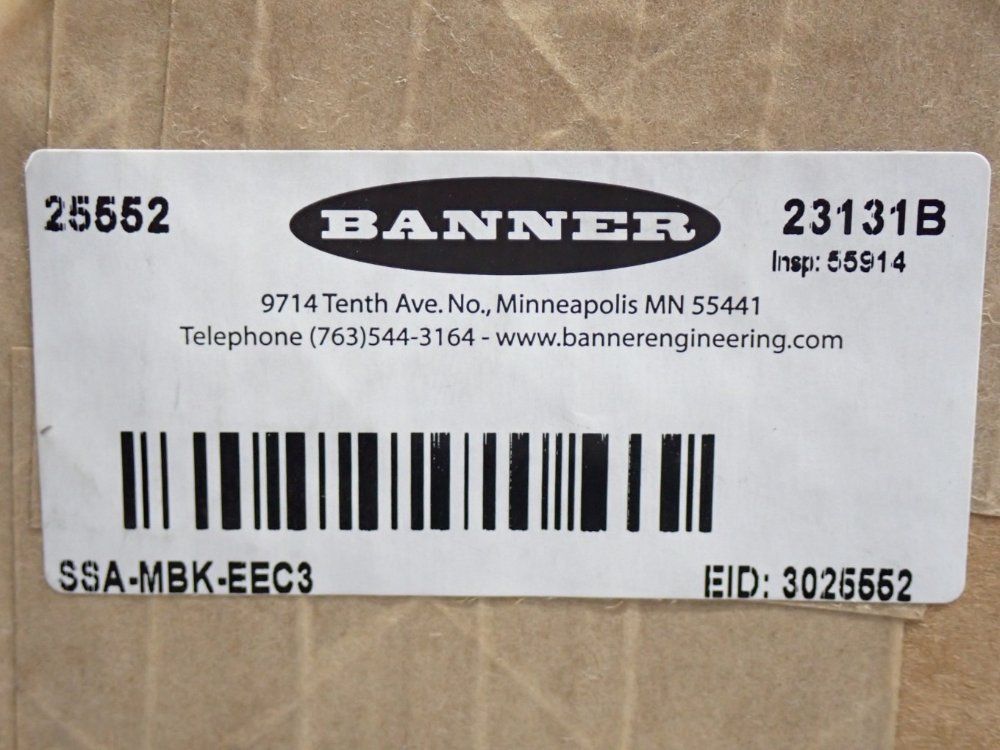 25552
BANNER
23131B
Insp: 55914
9714 Tenth Ave. No., Minneapolis MN 55441
Telephone (763)544-3164 - www.bannerengineering.com
SSA-MBK-EEC3
EID: 3025552